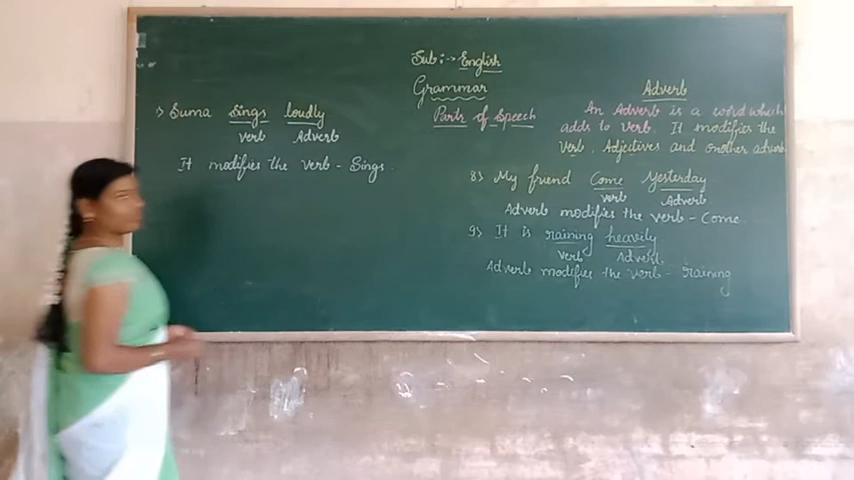 Sub:-> English
Grammar
Parts of Speech
> Suma Sings loudly
verb Adverb
It modifies the verb - Sings.
Adverb
An Adverb is a word which
adds to verb. It modifies the
verb, Adjectives and another adverb
8> My friend Come Yesterday
verb Adverb
Adverb modifies the verb - Come.
9> It is raining heavily
verb Adverb
Adverb modifies the verb - raining